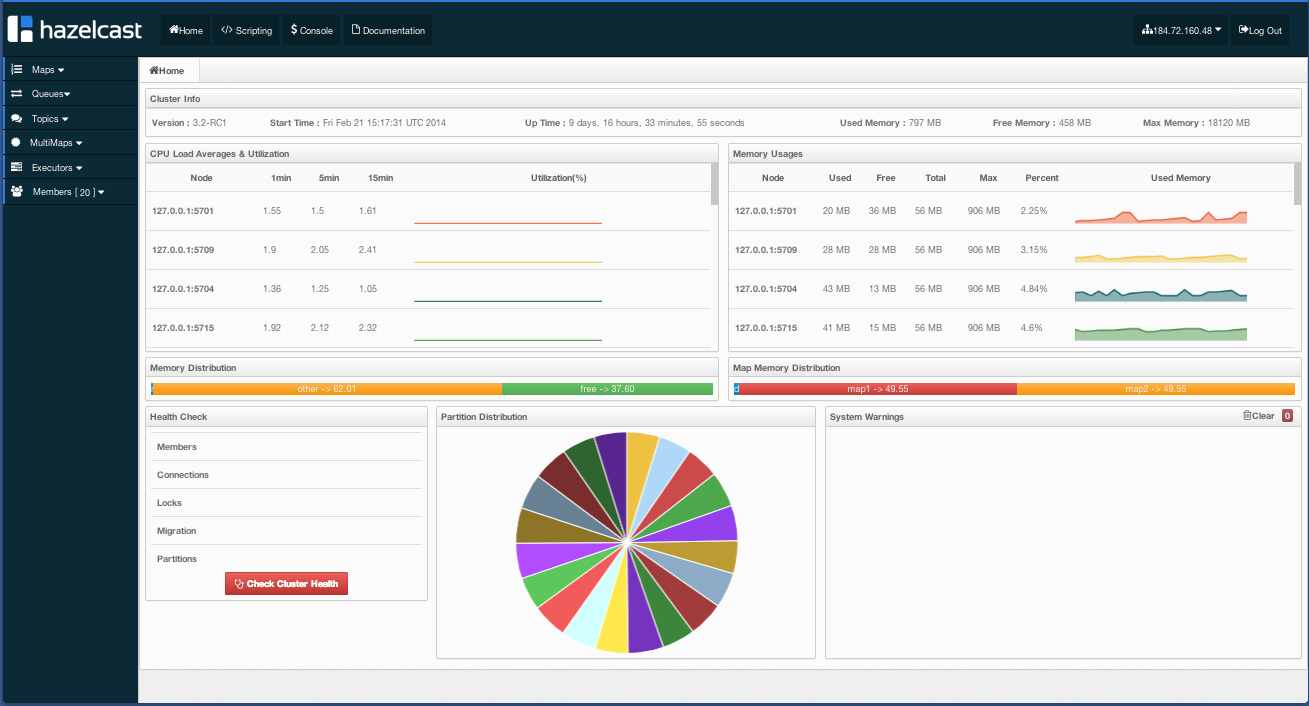 hazelcast
Home
Scripting
Console
Documentation
184.72.160.48
Log Out
Maps
Queues
Topics
MultiMaps
Executors
Members [ 20 ]
Home
Cluster Info
Version : 3.2-RC1 Start Time : Fri Feb 21 15:17:31 UTC 2014 Up Time : 9 days, 16 hours, 33 minutes, 55 seconds Used Memory : 797 MB Free Memory : 458 MB Max Memory : 18120 MB
CPU Load Averages & Utilization
Node 1min 5min 15min Utilization(%)
127.0.0.1:5701 1.55 1.5 1.61
127.0.0.1:5709 1.9 2.05 2.41
127.0.0.1:5704 1.36 1.25 1.05
127.0.0.1:5715 1.92 2.12 2.32
Memory Usages
Node Used Free Total Max Percent Used Memory
127.0.0.1:5701 20 MB 36 MB 56 MB 906 MB 2.25%
127.0.0.1:5709 28 MB 28 MB 56 MB 906 MB 3.15%
127.0.0.1:5704 43 MB 13 MB 56 MB 906 MB 4.84%
127.0.0.1:5715 41 MB 15 MB 56 MB 906 MB 4.6%
Memory Distribution
other -> 62.01 free -> 37.60
Map Memory Distribution
d map1 -> 49.55 map2 -> 49.55
Health Check
Members
Connections
Locks
Migration
Partitions
Check Cluster Health
Partition Distribution
System Warnings
Clear 0